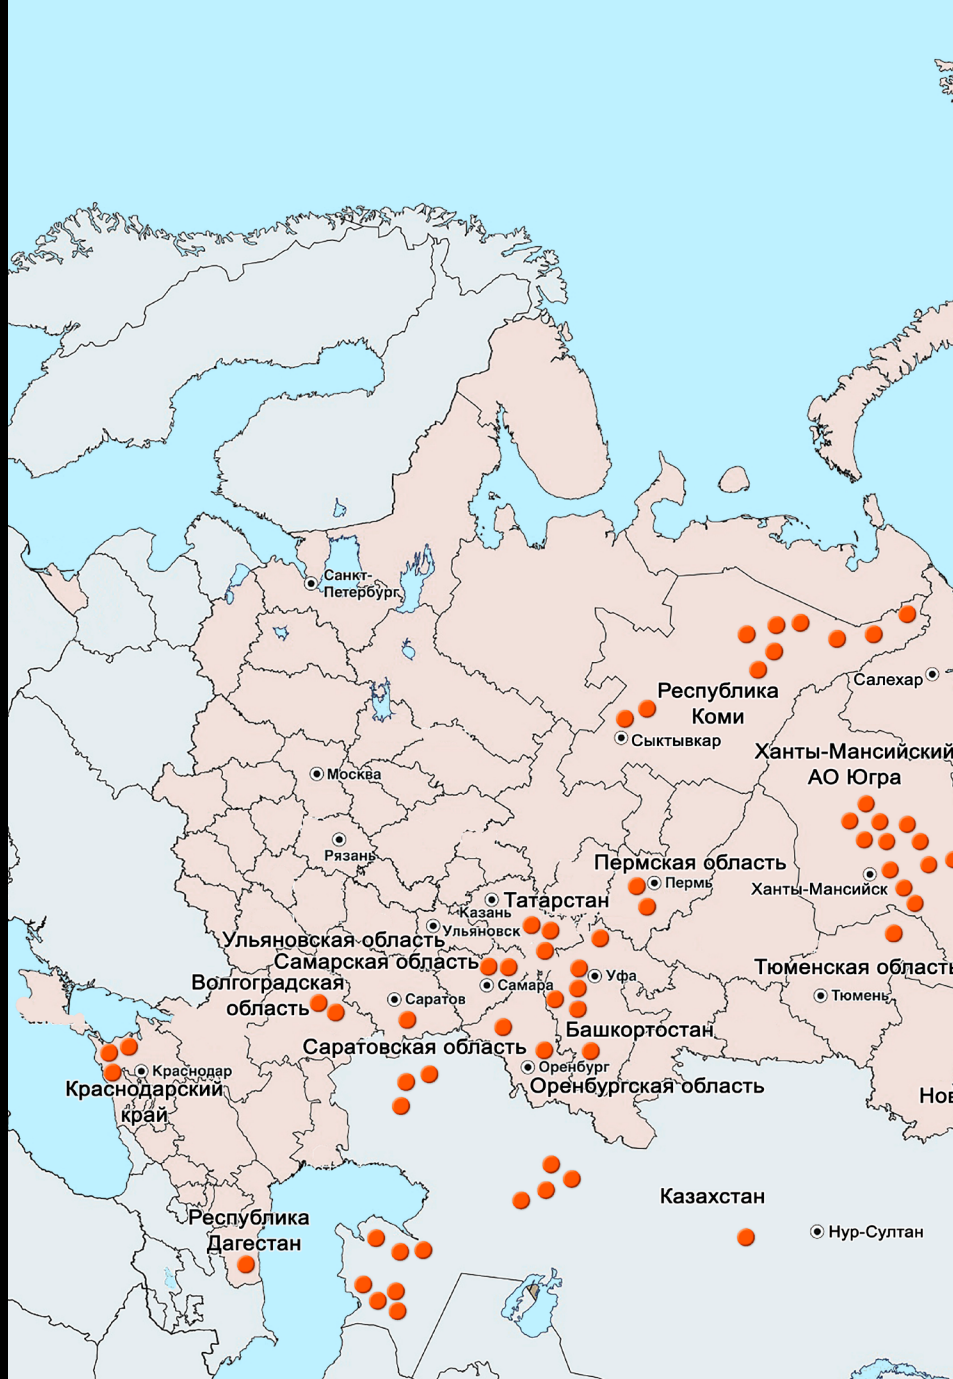 Санкт-
Петербург
Салехар
Республика
Коми
Сыктывкар
Ханты-Мансийский
АО Югра
Москва
Рязань
Пермская область
Пермь
Ханты-Мансийск
Татарстан
Казань
Ульяновск
Ульяновская область
Самарская область
Тюменская область
Уфа
Самара
Волгоградская
область
Саратов
Тюмень
Башкортостан
Саратовская область
Оренбург
Краснодар
Оренбургская область
Краснодарский
край
Нов
Казахстан
Республика
Дагестан
Нур-Султан